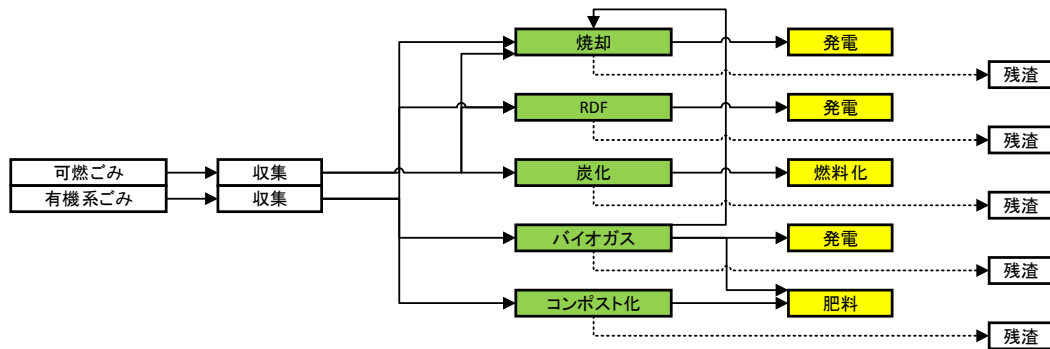 焼却
発電
残渣
RDF
発電
残渣
可燃ごみ
収集
炭化
燃料化
有機系ごみ
収集
残渣
バイオガス
発電
残渣
コンポスト化
肥料
残渣